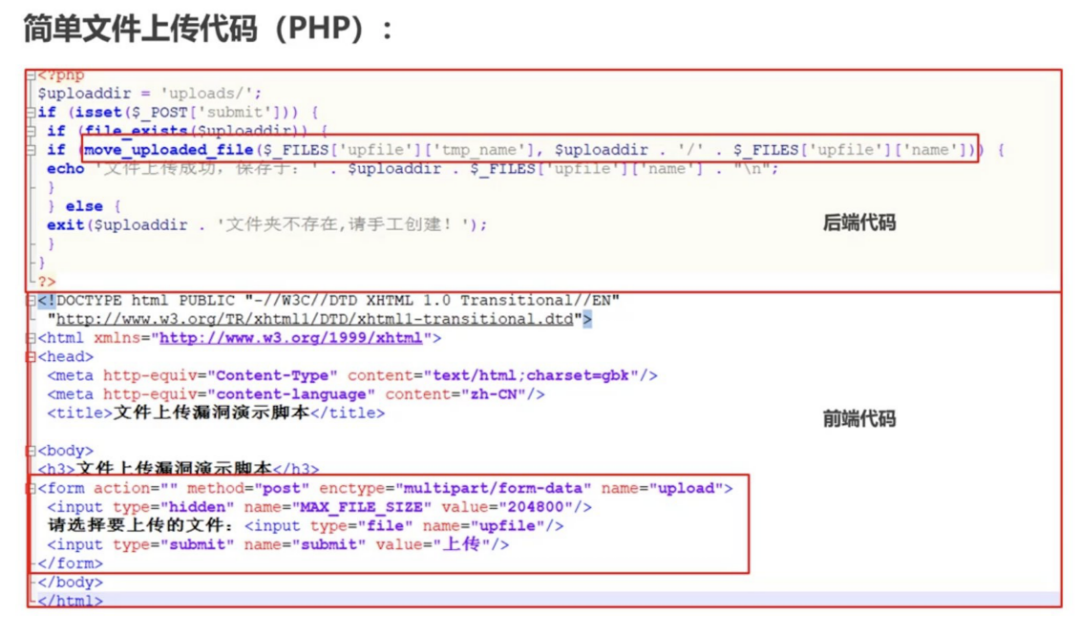 简单文件上传代码（PHP）：
<?php
$uploaddir = 'uploads/';
if (isset($_POST['submit'])) {
if (file_exists($uploaddir)) {
if (move_uploaded_file($_FILES['upfile']['tmp_name'], $uploaddir . '/' . $_FILES['upfile']['name'])) {
echo '文件上传成功，保存于：' . $uploaddir . $_FILES['upfile']['name'] . "\n";
}
} else {
exit($uploaddir . '文件夹不存在,请手工创建！');
后端代码
}
}
?>
<!DOCTYPE html PUBLIC "-//W3C//DTD XHTML 1.0 Transitional//EN"
"http://www.w3.org/TR/xhtml1/DTD/xhtml1-transitional.dtd">
<html xmlns="http://www.w3.org/1999/xhtml">
<head>
<meta http-equiv="Content-Type" content="text/html;charset=gbk"/>
<meta http-equiv="content-language" content="zh-CN"/>
<title>文件上传漏洞演示脚本</title>
前端代码
<body>
<h3>文件上传漏洞演示脚本</h3>
<form action="" method="post" enctype="multipart/form-data" name="upload">
<input type="hidden" name="MAX_FILE_SIZE" value="204800"/>
请选择要上传的文件：<input type="file" name="upfile"/>
<input type="submit" name="submit" value="上传"/>
</form>
</body>
</html>